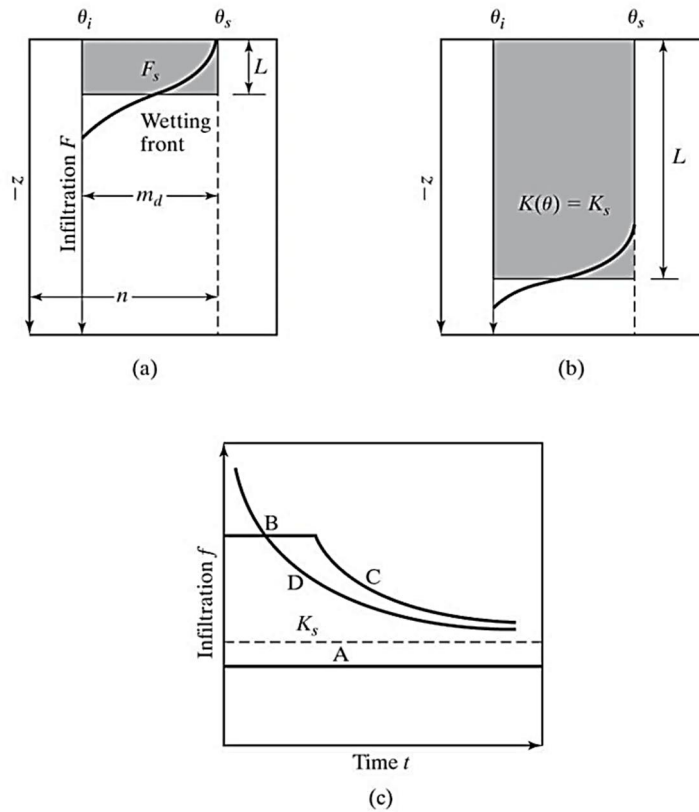 θi θs
Fs
L
Wetting
front
−z
Infiltration F
md
n
(a)
θi θs
L
−z
K(θ) = Ks
(b)
B
D
C
Ks
A
Infiltration f
Time t
(c)